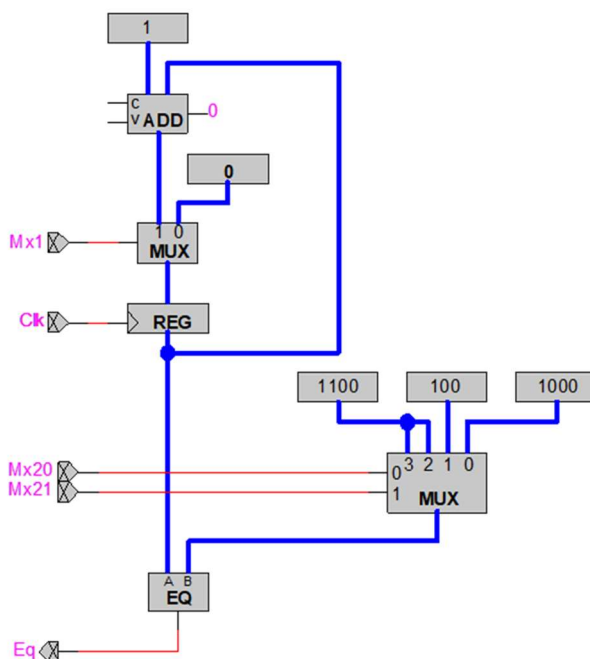 1
C
V ADD 0
0
1 0
Mx1 MUX
Clk REG
1100 100 1000
Mx20 0 3 2 1 0
Mx21 1 MUX
A B
EQ
Eq